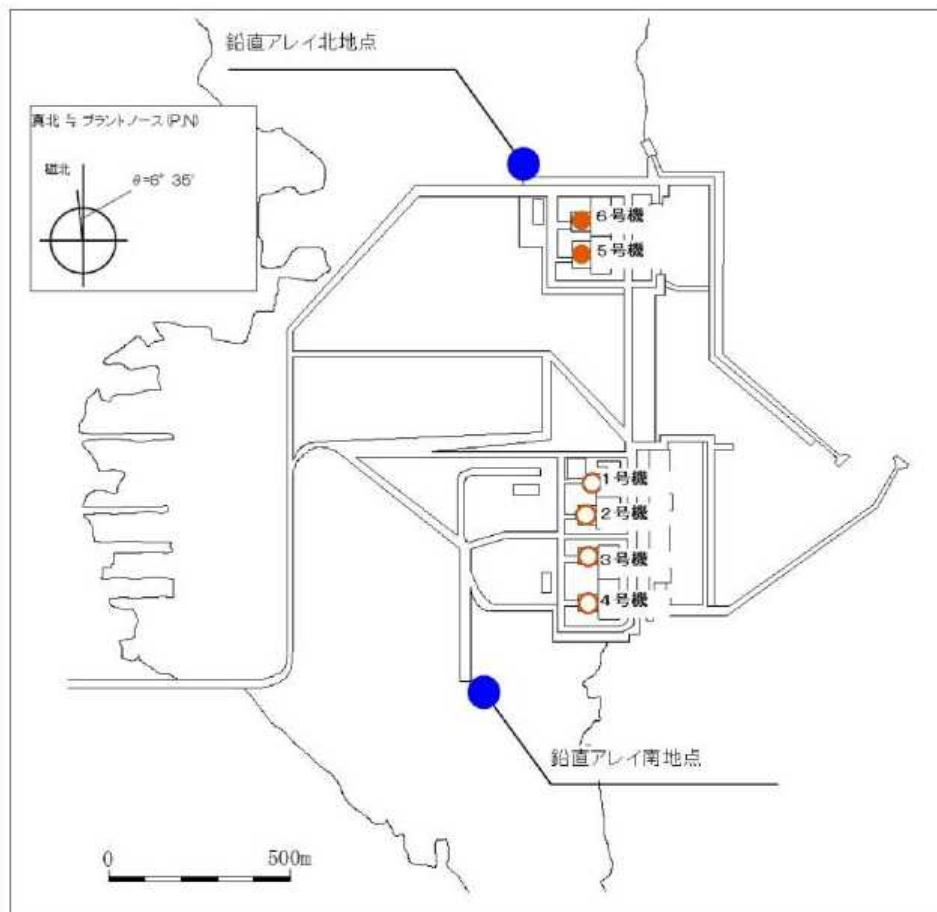 鉛直アレイ北地点
真北 ≒ プラントノース(P.N)
磁北
θ=6° 35'
6号機
5号機
1号機
2号機
3号機
4号機
鉛直アレイ南地点
0 500m